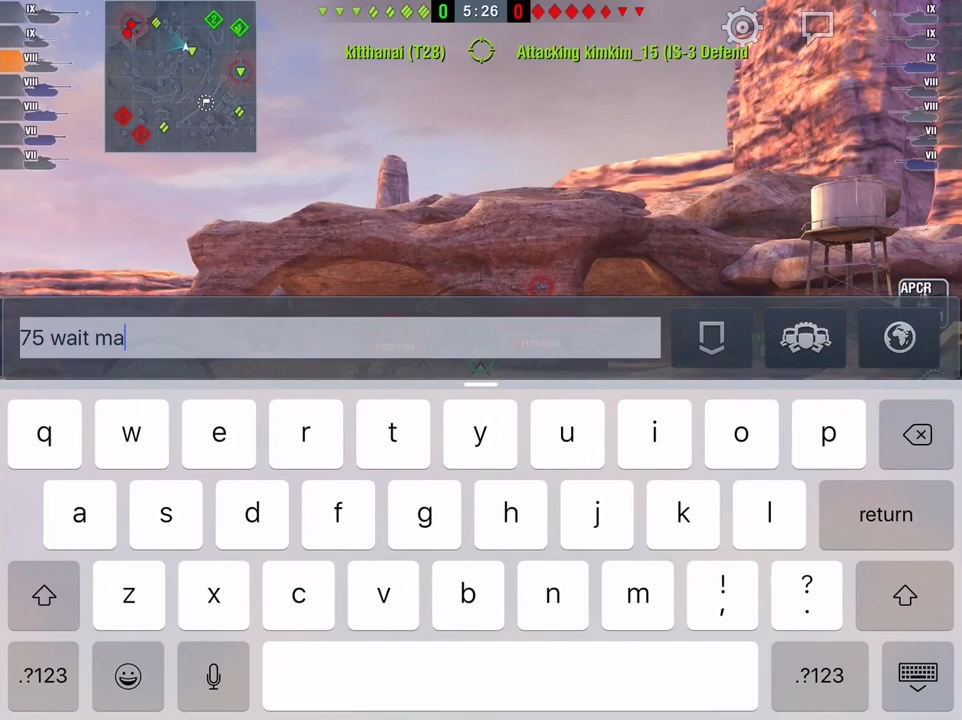 0 5:26 0
kitthanai (T28) Attacking kimkim_15 (IS-3 Defend
IX
IX
VIII
VIII
VIII
VII
VII
IX
IX
IX
VIII
VIII
VII
VII
2
APCR
75 wait ma
q w e r t y u i o p
a s d f g h j k l return
z x c v b n m ! , ? .
.?123 .?123